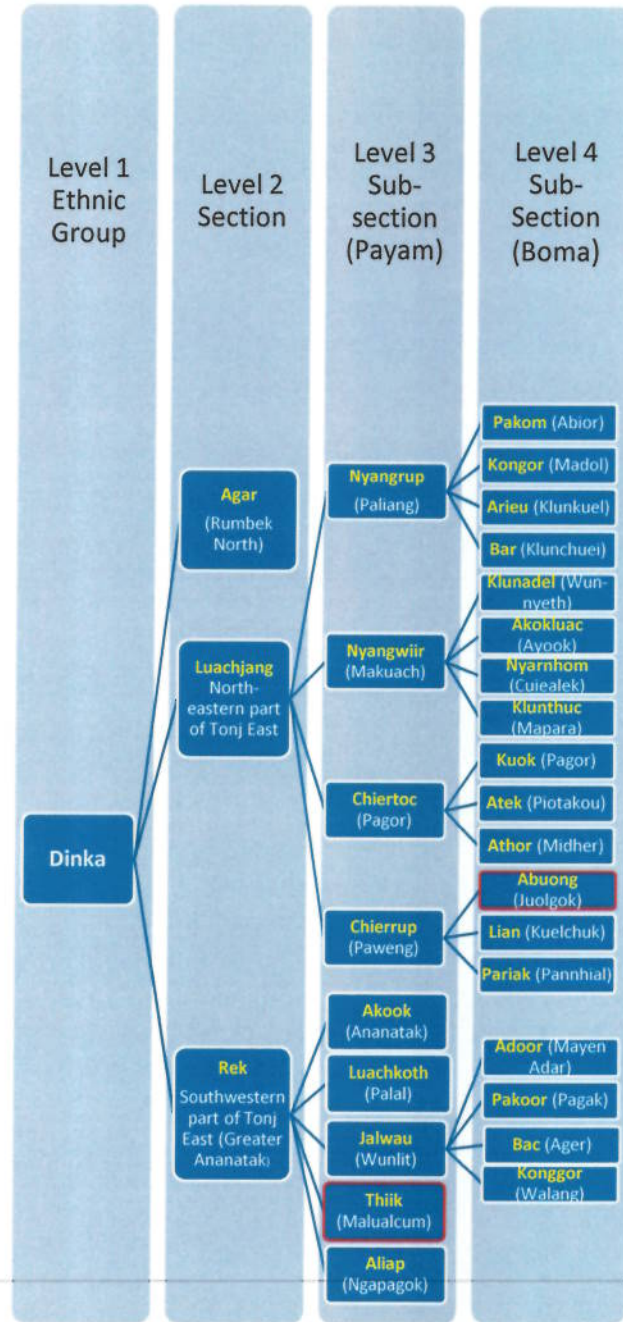 Level 1
Ethnic
Group
Level 2
Section
Level 3
Sub-
section
(Payam)
Level 4
Sub-
Section
(Boma)
Dinka
Agar
(Rumbek
North)
Luachjang
North-
eastern part
of Tonj East
Rek
Southwestern
part of Tonj
East (Greater
Ananatak)
Nyangrup
(Paliang)
Nyangwiir
(Makuach)
Chiertoc
(Pagor)
Chierrup
(Paweng)
Akook
(Ananatak)
Luachkoth
(Palal)
Jalwau
(Wunlit)
Thiik
(Malualcum)
Aliap
(Ngapagok)
Pakom (Abior)
Kongor (Madol)
Arieu (Klunkuel)
Bar (Klunchuei)
Klunadel (Wun-
nyeth)
Akokluac
(Ayook)
Nyarnhom
(Cuiealek)
Klunthuc
(Mapara)
Kuok (Pagor)
Atek (Piotakou)
Athor (Midher)
Abuong
(Juolgok)
Lian (Kuelchuk)
Pariak (Pannhial)
Adoor (Mayen
Adar)
Pakoor (Pagak)
Bac (Ager)
Konggor
(Walang)